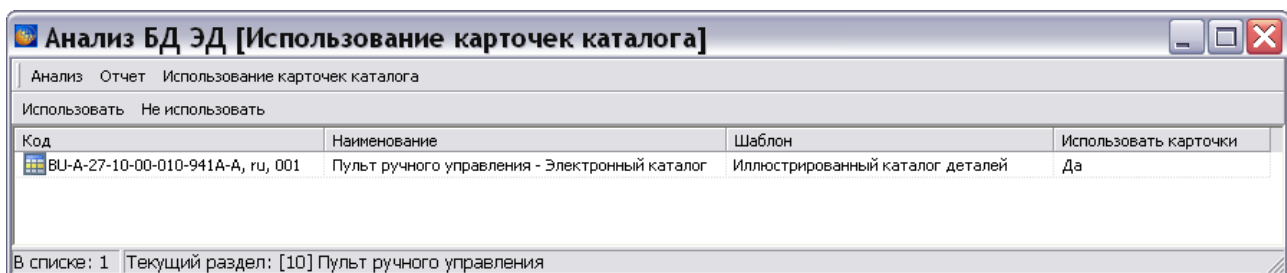 Анализ БД ЭД [Использование карточек каталога]
Анализ Отчет Использование карточек каталога
Использовать Не использовать
Код Наименование Шаблон Использовать карточки
BU-A-27-10-00-010-941A-A, ru, 001 Пульт ручного управления - Электронный каталог Иллюстрированный каталог деталей Да
В списке: 1 Текущий раздел: [10] Пульт ручного управления